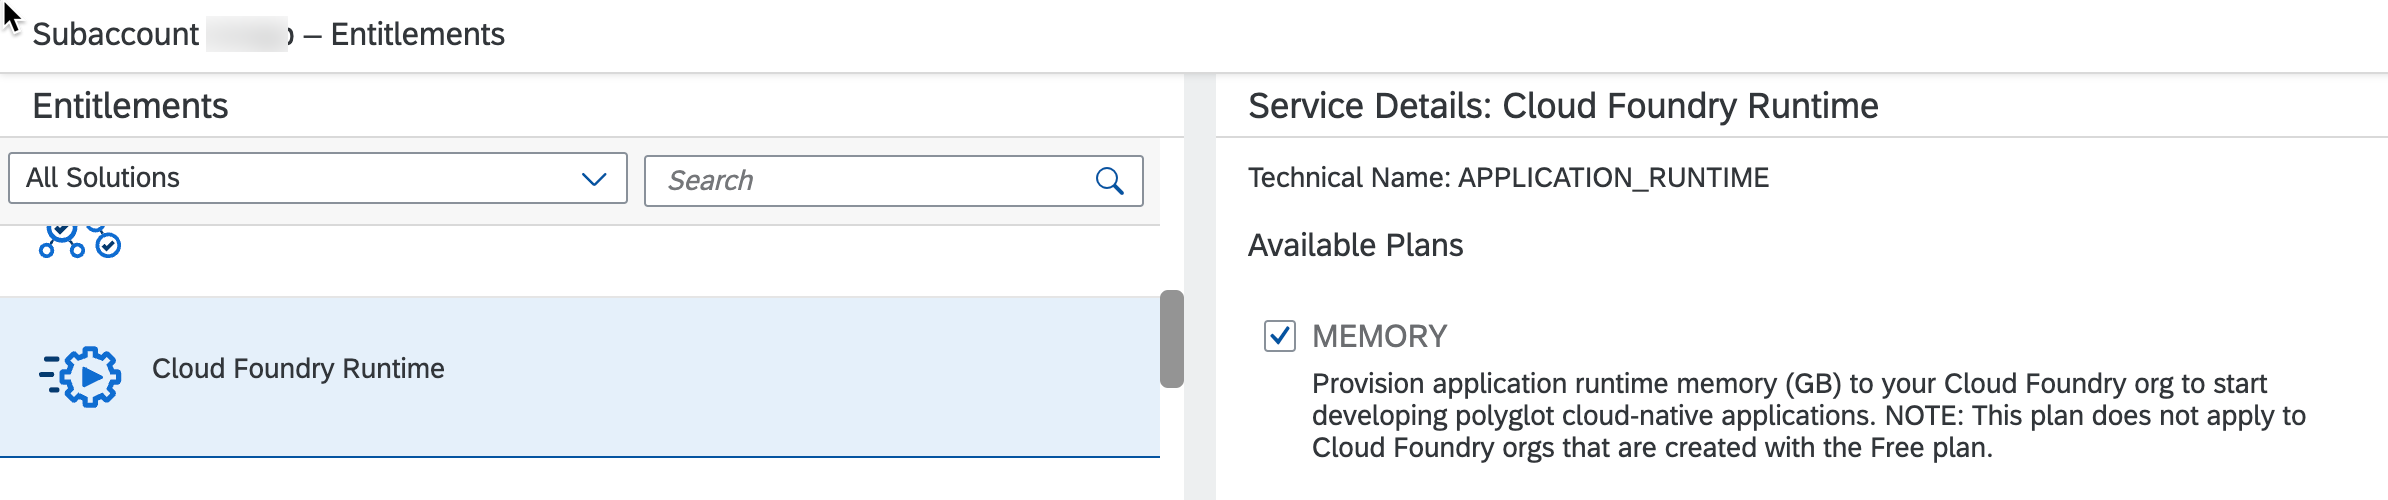 Subaccount – Entitlements
Entitlements
All Solutions
Search
Cloud Foundry Runtime
Service Details: Cloud Foundry Runtime
Technical Name: APPLICATION_RUNTIME
Available Plans
MEMORY
Provision application runtime memory (GB) to your Cloud Foundry org to start
developing polyglot cloud-native applications. NOTE: This plan does not apply to
Cloud Foundry orgs that are created with the Free plan.